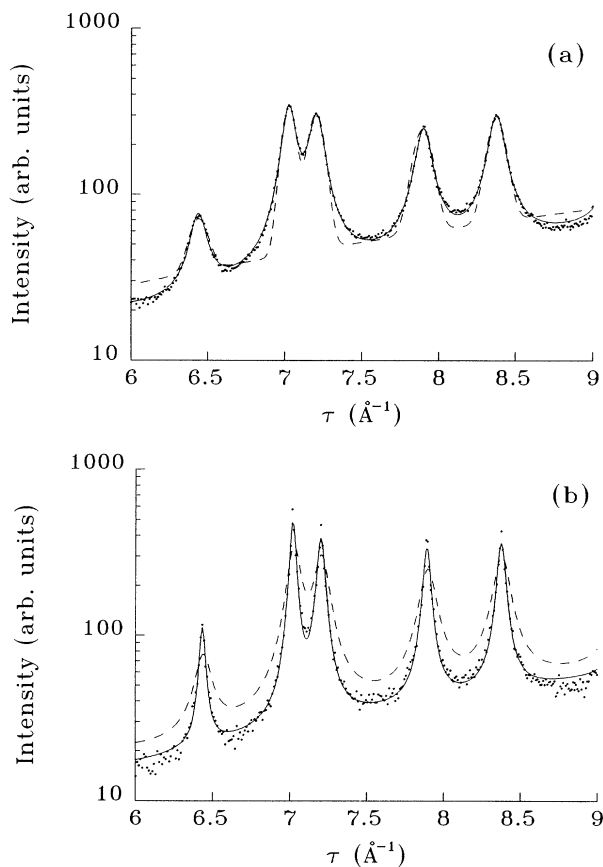 1000
(a)
Intensity (arb. units)
100
10
6 6.5 7 7.5 8 8.5 9
τ (Å⁻¹)
1000
(b)
Intensity (arb. units)
100
10
6 6.5 7 7.5 8 8.5 9
τ (Å⁻¹)